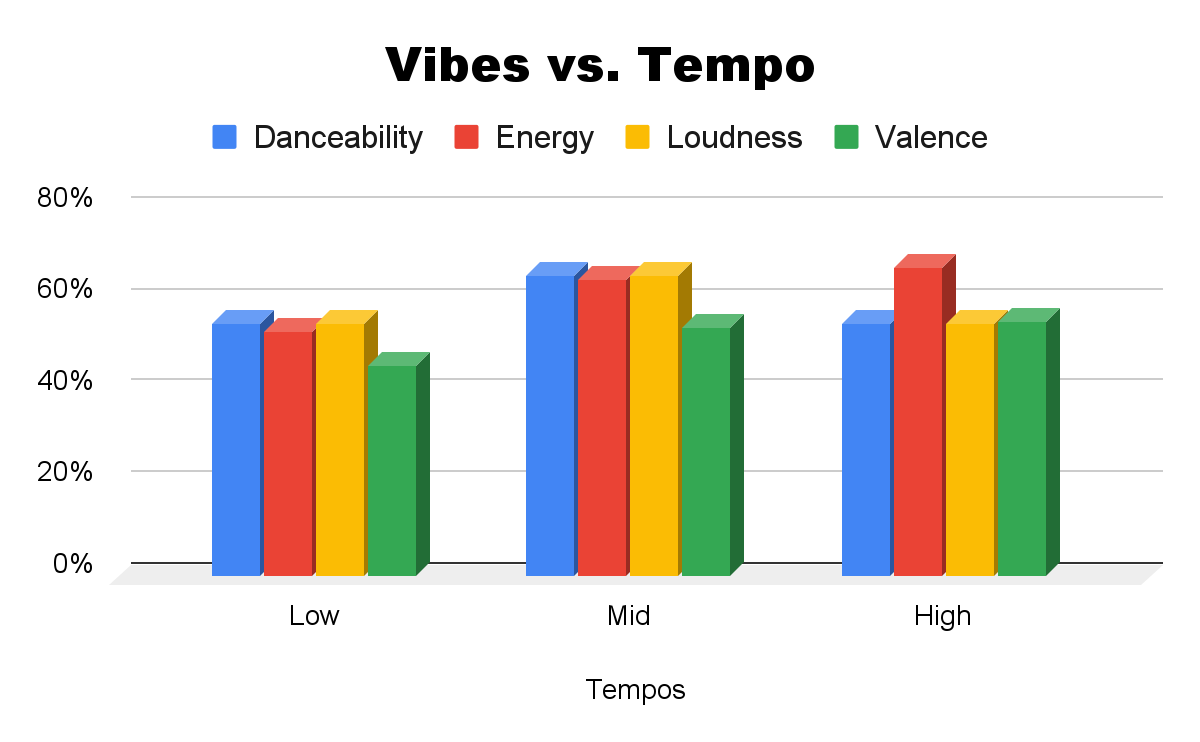 Vibes vs. Tempo
Danceability Energy Loudness Valence
80%
60%
40%
20%
0%
Low Mid High
Tempos